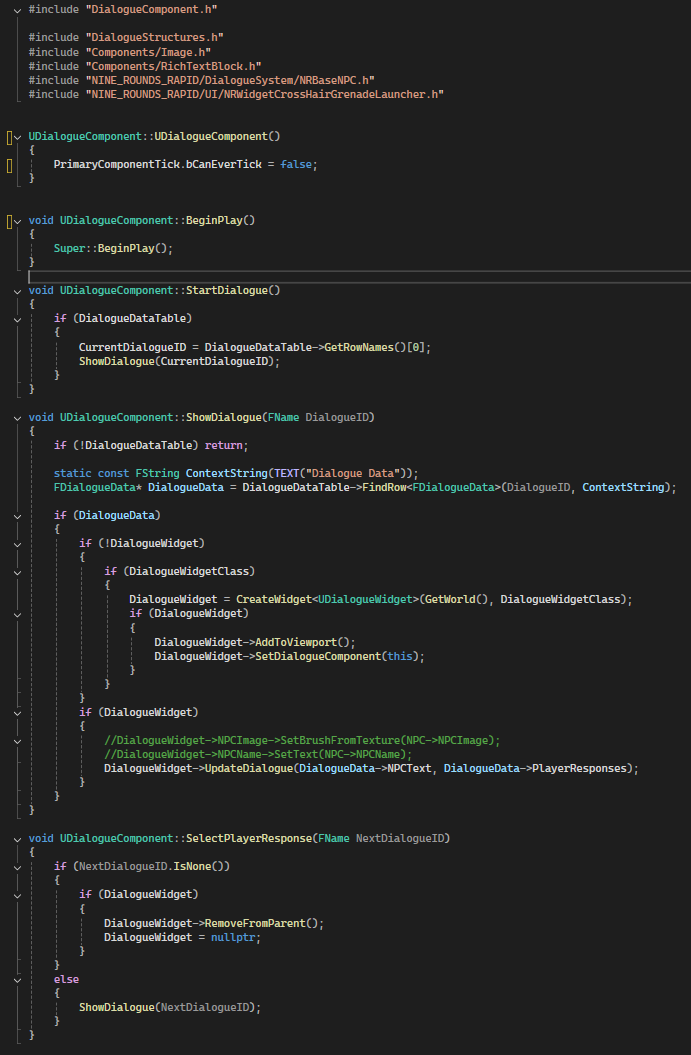 #include "DialogueComponent.h"
#include "DialogueStructures.h"
#include "Components/Image.h"
#include "Components/RichTextBlock.h"
#include "NINE_ROUNDS_RAPID/DialogueSystem/NRBaseNPC.h"
#include "NINE_ROUNDS_RAPID/UI/NRWidgetCrossHairGrenadeLauncher.h"
UDialogueComponent::UDialogueComponent()
{
PrimaryComponentTick.bCanEverTick = false;
}
void UDialogueComponent::BeginPlay()
{
Super::BeginPlay();
}
void UDialogueComponent::StartDialogue()
{
if (DialogueDataTable)
{
CurrentDialogueID = DialogueDataTable->GetRowNames()[0];
ShowDialogue(CurrentDialogueID);
}
}
void UDialogueComponent::ShowDialogue(FName DialogueID)
{
if (!DialogueDataTable) return;
static const FString ContextString(TEXT("Dialogue Data"));
FDialogueData* DialogueData = DialogueDataTable->FindRow<FDialogueData>(DialogueID, ContextString);
if (DialogueData)
{
if (!DialogueWidget)
{
if (DialogueWidgetClass)
{
DialogueWidget = CreateWidget<UDialogueWidget>(GetWorld(), DialogueWidgetClass);
if (DialogueWidget)
{
DialogueWidget->AddToViewport();
DialogueWidget->SetDialogueComponent(this);
}
}
}
if (DialogueWidget)
{
//DialogueWidget->NPCImage->SetBrushFromTexture(NPC->NPCImage);
//DialogueWidget->NPCName->SetText(NPC->NPCName);
DialogueWidget->UpdateDialogue(DialogueData->NPCText, DialogueData->PlayerResponses);
}
}
}
void UDialogueComponent::SelectPlayerResponse(FName NextDialogueID)
{
if (NextDialogueID.IsNone())
{
if (DialogueWidget)
{
DialogueWidget->RemoveFromParent();
DialogueWidget = nullptr;
}
}
else
{
ShowDialogue(NextDialogueID);
}
}